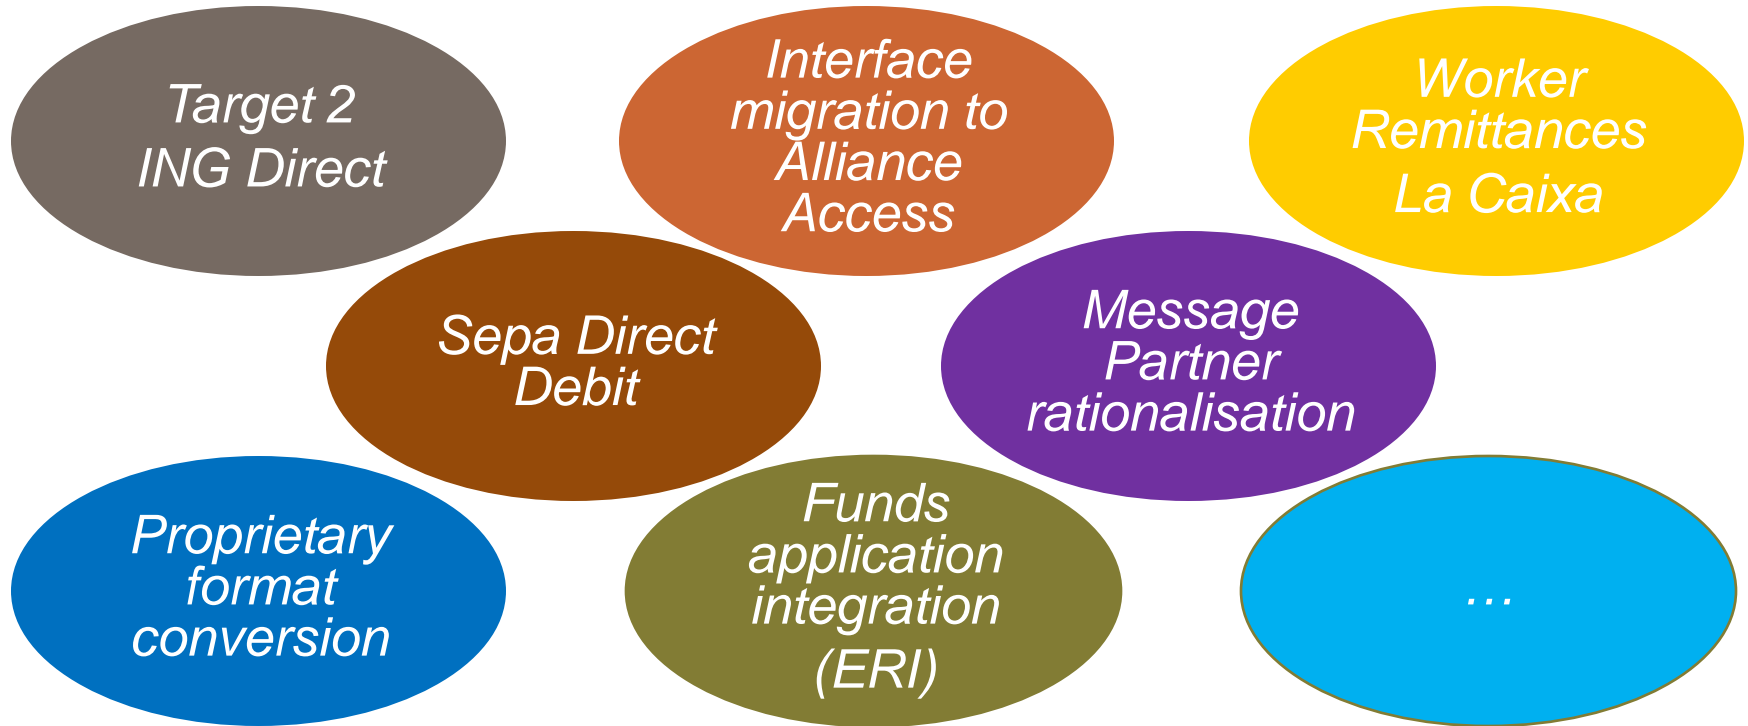 Target 2
ING Direct
Interface
migration to
Alliance
Access
Worker
Remittances
La Caixa
Sepa Direct
Debit
Message
Partner
rationalisation
Proprietary
format
conversion
Funds
application
integration
(ERI)
…